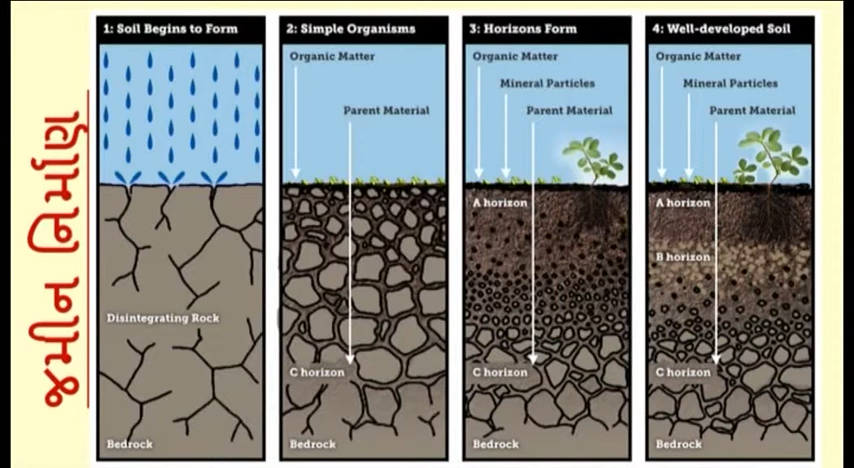 જમીન નિર્માણ
1: Soil Begins to Form
Disintegrating Rock
Bedrock
2: Simple Organisms
Organic Matter
Parent Material
C horizon
Bedrock
3: Horizons Form
Organic Matter
Mineral Particles
Parent Material
A horizon
C horizon
Bedrock
4: Well-developed Soil
Organic Matter
Mineral Particles
Parent Material
A horizon
B horizon
C horizon
Bedrock